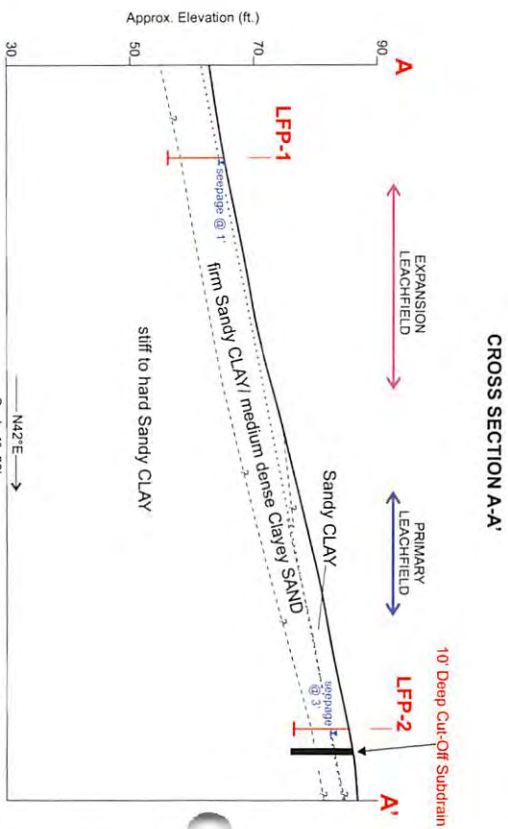 CROSS SECTION A-A'
A
A'
EXPANSION
LEACHFIELD
PRIMARY
LEACHFIELD
10' Deep Cut-Off Subdrain
LFP-1
LFP-2
seepage @ 1'
seepage
@ 3'
Sandy CLAY
firm Sandy CLAY/ medium dense Clayey SAND
stiff to hard Sandy CLAY
-?-
-?-
-?-
-?-
-?-
-?-
-?-
Approx. Elevation (ft.)
90
70
50
30
N42°E